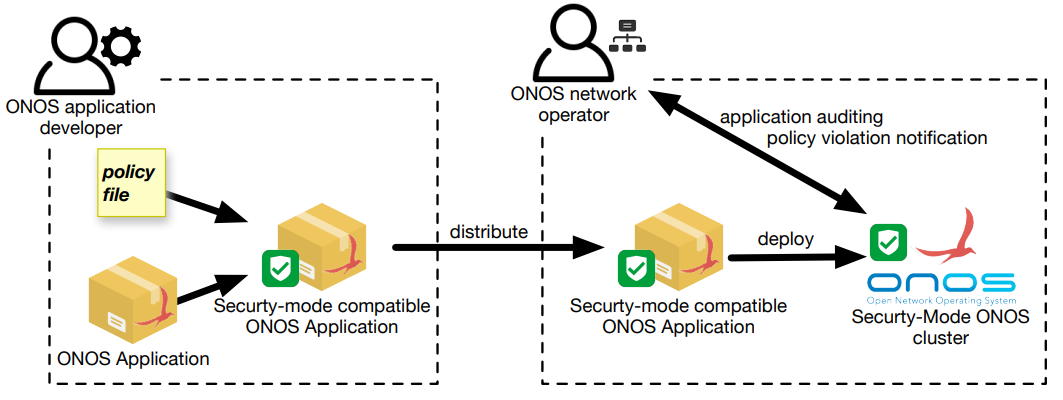 ONOS application
developer
policy
file
ONOS Application
Securty-mode compatible
ONOS Application
distribute
ONOS network
operator
application auditing
policy violation notification
Securty-mode compatible
ONOS Application
deploy
onos
Open Network Operating System
Securty-Mode ONOS
cluster